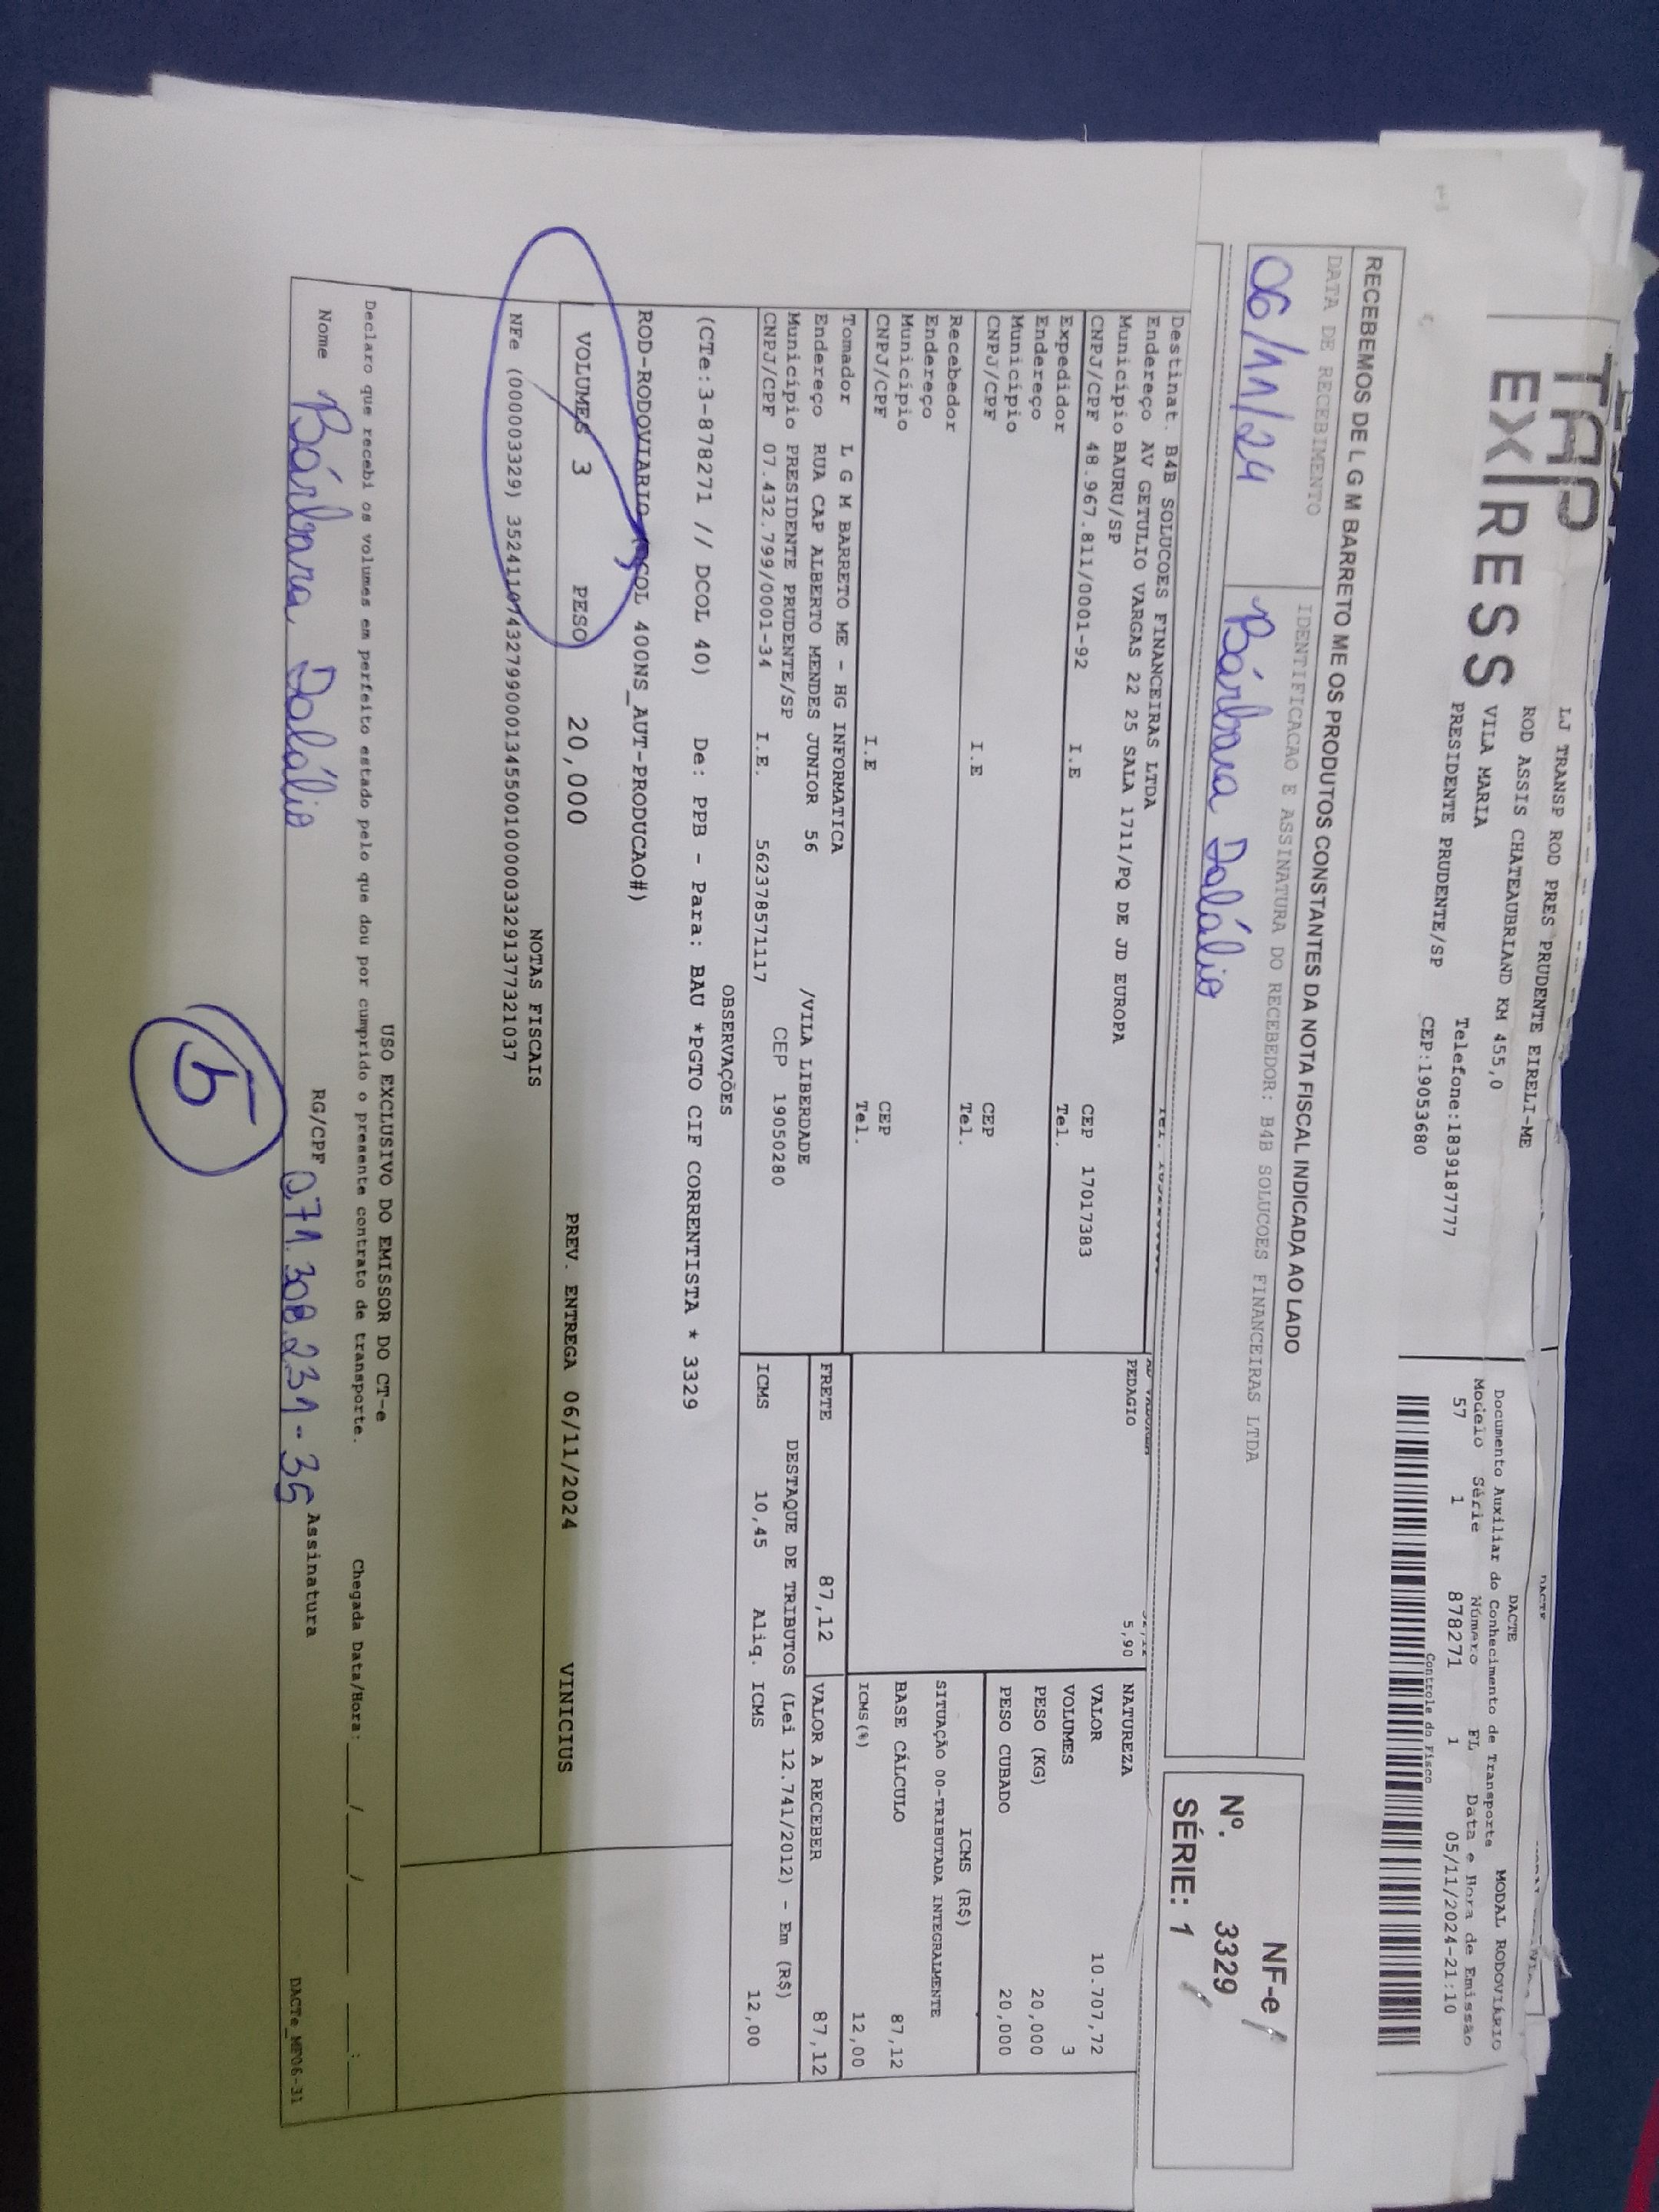 TAP
EXPRESS
LJ TRANSP ROD PRES PRUDENTE EIRELI-ME
ROD ASSIS CHATEAUBRIAND KM 455,0
VILA MARIA Telefone:1839187777
PRESIDENTE PRUDENTE/SP CEP:19053680
DACTE
Documento Auxiliar do Conhecimento de Transporte MODAL RODOVIÁRIO
Modelo Série Número FL Data e Hora de Emissão
57 1 878271 1 05/11/2024-21:10
Controle do Fisco
RECEBEMOS DE L G M BARRETO ME OS PRODUTOS CONSTANTES DA NOTA FISCAL INDICADA AO LADO
DATA DE RECEBIMENTO IDENTIFICACAO E ASSINATURA DO RECEBEDOR: B4B SOLUCOES FINANCEIRAS LTDA
06/11/24 Bárbara Dalálio
NF-e
Nº. 3329
SÉRIE: 1
Destinat. B4B SOLUCOES FINANCEIRAS LTDA
Endereço AV GETULIO VARGAS 22 25 SALA 1711/PQ DE JD EUROPA
Município BAURU/SP CEP 17017383
CNPJ/CPF 48.967.811/0001-92 I.E Tel.
Expedidor
Endereço
Município CEP
CNPJ/CPF I.E Tel.
Recebedor
Endereço
Município CEP
CNPJ/CPF I.E Tel.
Tomador L G M BARRETO ME - HG INFORMATICA
Endereço RUA CAP ALBERTO MENDES JUNIOR 56 /VILA LIBERDADE
Município PRESIDENTE PRUDENTE/SP CEP 19050280
CNPJ/CPF 07.432.799/0001-34 I.E. 562378571117
PEDAGIO 5,90
NATUREZA
VALOR 10.707,72
VOLUMES 3
PESO (KG) 20,000
PESO CUBADO 20,000
ICMS (R$)
SITUAÇÃO 00-TRIBUTADA INTEGRALMENTE
BASE CÁLCULO 87,12
ICMS(%) 12,00
FRETE 87,12 VALOR A RECEBER 87,12
DESTAQUE DE TRIBUTOS (Lei 12.741/2012) - Em (R$)
ICMS 10,45 Aliq. ICMS 12,00
OBSERVAÇÕES
(CTe:3-878271 // DCOL 40) De: PPB - Para: BAU *PGTO CIF CORRENTISTA * 3329
ROD-RODOVIARIO COL 400NS_AUT-PRODUCAO#)
VOLUMES 3 PESO 20,000 PREV. ENTREGA 06/11/2024 VINICIUS
NOTAS FISCAIS
NFe (000003329) 35241107432799000134550010000033291377321037
USO EXCLUSIVO DO EMISSOR DO CT-e
Declaro que recebi os volumes em perfeito estado pelo que dou por cumprido o presente contrato de transporte. Chegada Data/Hora: / / :
Nome Bárbara Dalálio RG/CPF 071.308.231-35 Assinatura
DACTe_MF06-31
5